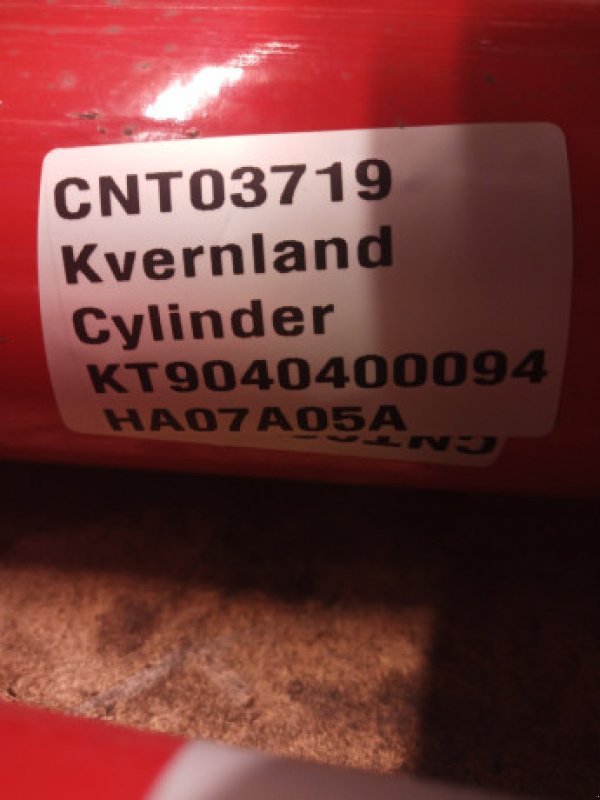 CNT03719
Kvernland
Cylinder
KT9040400094
HA07A05A